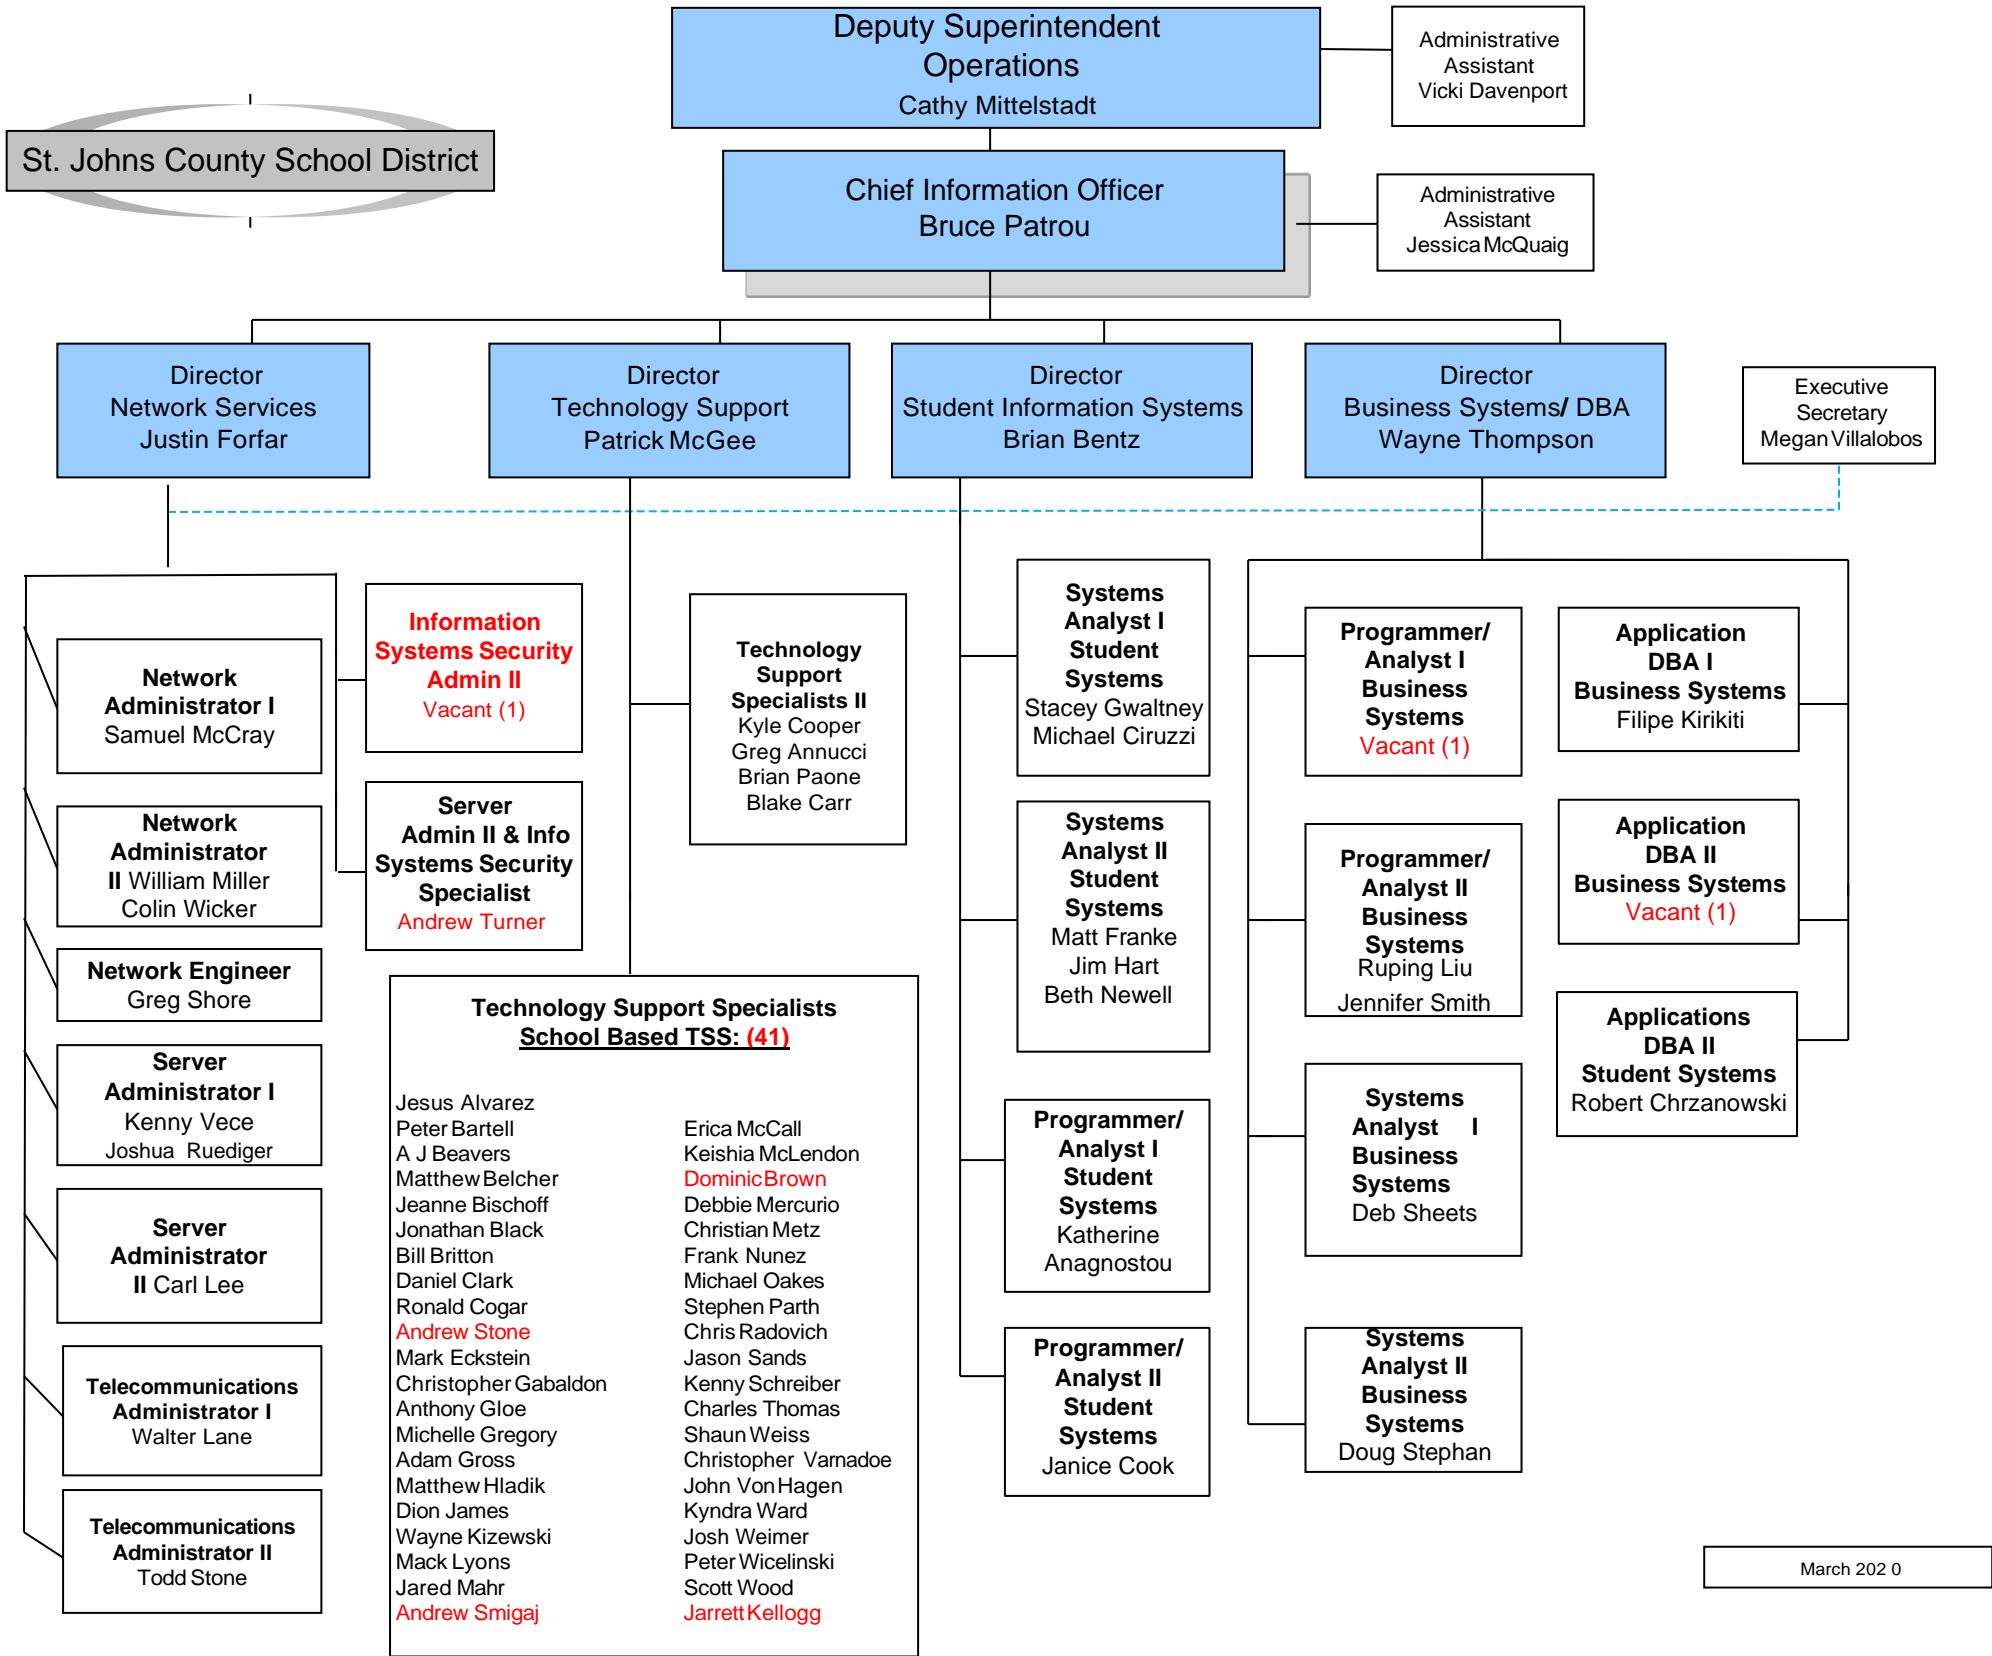 Deputy Superintendent
Operations
Cathy Mittelstadt
Administrative
Assistant
Vicki Davenport
St. Johns County School District
Chief Information Officer
Bruce Patrou
Administrative
Assistant
Jessica McQuaig
Director
Network Services
Justin Forfar
Director
Technology Support
Patrick McGee
Director
Student Information Systems
Brian Bentz
Director
Business Systems/ DBA
Wayne Thompson
Executive
Secretary
Megan Villalobos
Network
Administrator I
Samuel McCray
Network
Administrator
II William Miller
Colin Wicker
Network Engineer
Greg Shore
Server
Administrator I
Kenny Vece
Joshua Ruediger
Server
Administrator
II Carl Lee
Telecommunications
Administrator I
Walter Lane
Telecommunications
Administrator II
Todd Stone
Information
Systems Security
Admin II
Vacant (1)
Server
Admin II & Info
Systems Security
Specialist
Andrew Turner
Technology
Support
Specialists II
Kyle Cooper
Greg Annucci
Brian Paone
Blake Carr
Technology Support Specialists
School Based TSS: (41)
Jesus Alvarez
Peter Bartell
A J Beavers
Matthew Belcher
Jeanne Bischoff
Jonathan Black
Bill Britton
Daniel Clark
Ronald Cogar
Andrew Stone
Mark Eckstein
Christopher Gabaldon
Anthony Gloe
Michelle Gregory
Adam Gross
Matthew Hladik
Dion James
Wayne Kizewski
Mack Lyons
Jared Mahr
Andrew Smigaj
Erica McCall
Keishia McLendon
Dominic Brown
Debbie Mercurio
Christian Metz
Frank Nunez
Michael Oakes
Stephen Parth
Chris Radovich
Jason Sands
Kenny Schreiber
Charles Thomas
Shaun Weiss
Christopher Varnadoe
John Von Hagen
Kyndra Ward
Josh Weimer
Peter Wicelinski
Scott Wood
Jarrett Kellogg
Systems
Analyst I
Student
Systems
Stacey Gwaltney
Michael Ciruzzi
Systems
Analyst II
Student
Systems
Matt Franke
Jim Hart
Beth Newell
Programmer/
Analyst I
Student
Systems
Katherine
Anagnostou
Programmer/
Analyst II
Student
Systems
Janice Cook
Programmer/
Analyst I
Business
Systems
Vacant (1)
Programmer/
Analyst II
Business
Systems
Ruping Liu
Jennifer Smith
Systems
Analyst I
Business
Systems
Deb Sheets
Systems
Analyst II
Business
Systems
Doug Stephan
Application
DBA I
Business Systems
Filipe Kirikiti
Application
DBA II
Business Systems
Vacant (1)
Applications
DBA II
Student Systems
Robert Chrzanowski
March 202 0